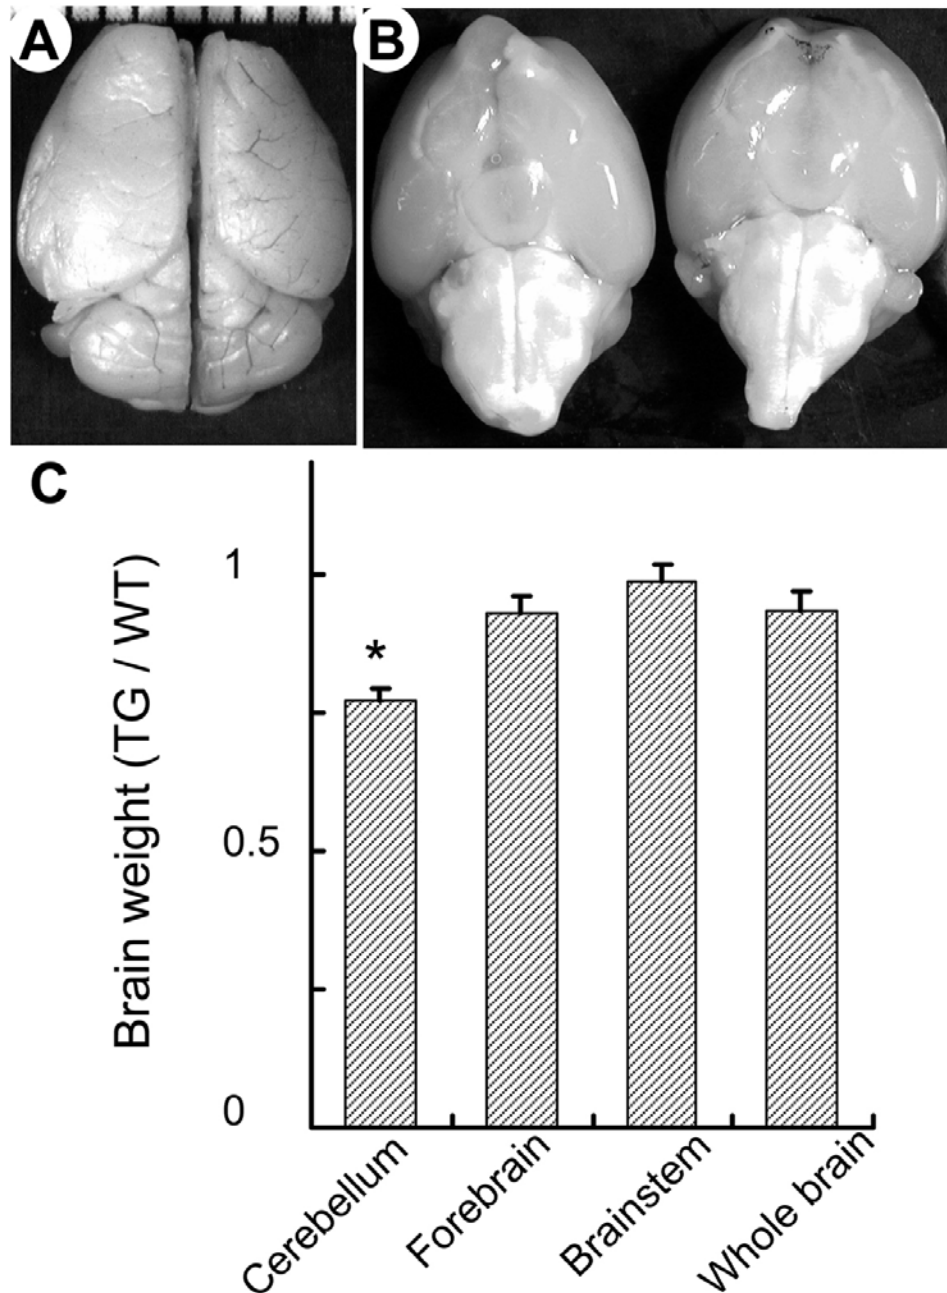 A
B
C
Brain weight (TG / WT)
1
0.5
0
*
Cerebellum
Forebrain
Brainstem
Whole brain